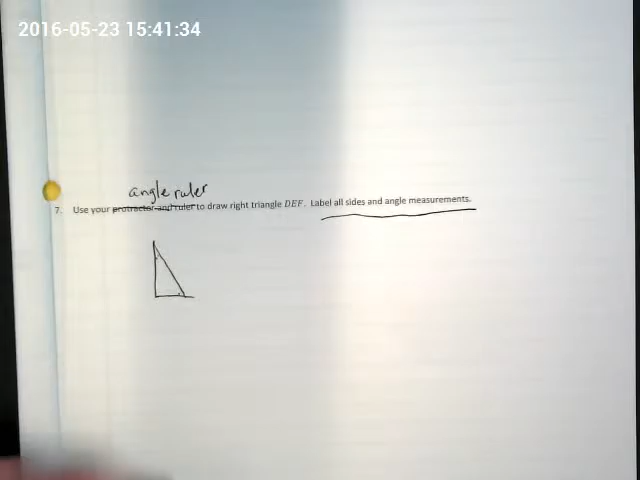 2016-05-23 15:41:34
angle ruler
7. Use your protractor and ruler to draw right triangle DEF. Label all sides and angle measurements.